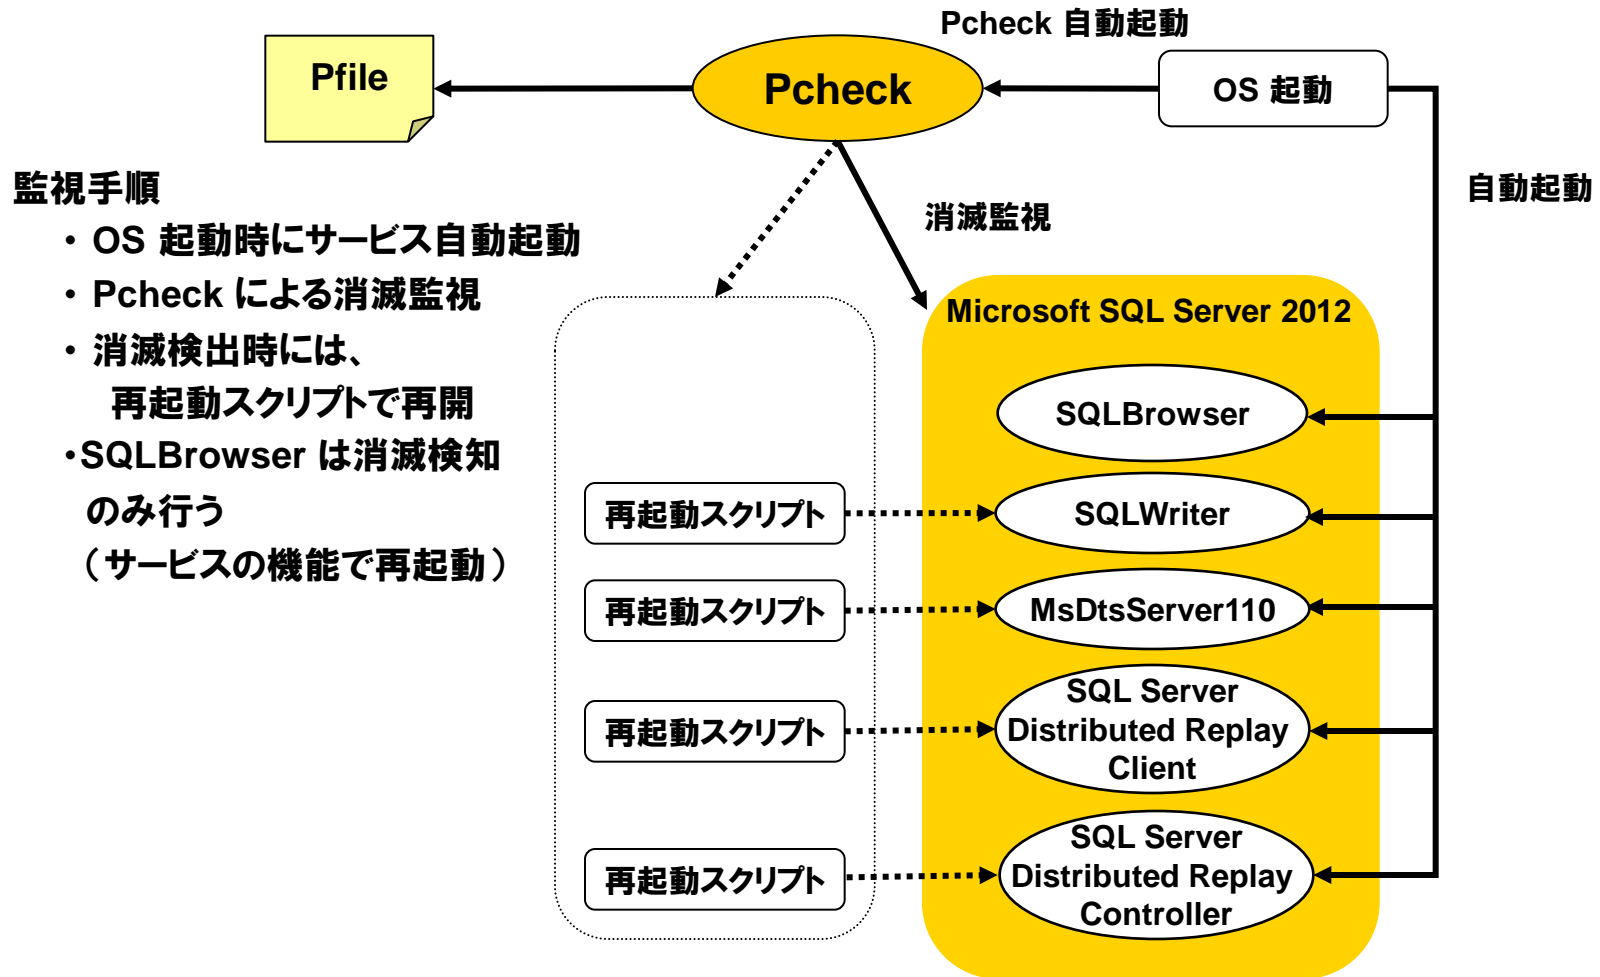 Pcheck 自動起動
Pfile
Pcheck
OS 起動
監視手順
・ OS 起動時にサービス自動起動
・ Pcheck による消滅監視
・ 消滅検出時には、
再起動スクリプトで再開
・SQLBrowser は消滅検知
のみ行う
（サービスの機能で再起動）
消滅監視
自動起動
Microsoft SQL Server 2012
SQLBrowser
再起動スクリプト
SQLWriter
再起動スクリプト
MsDtsServer110
再起動スクリプト
SQL Server
Distributed Replay
Client
再起動スクリプト
SQL Server
Distributed Replay
Controller